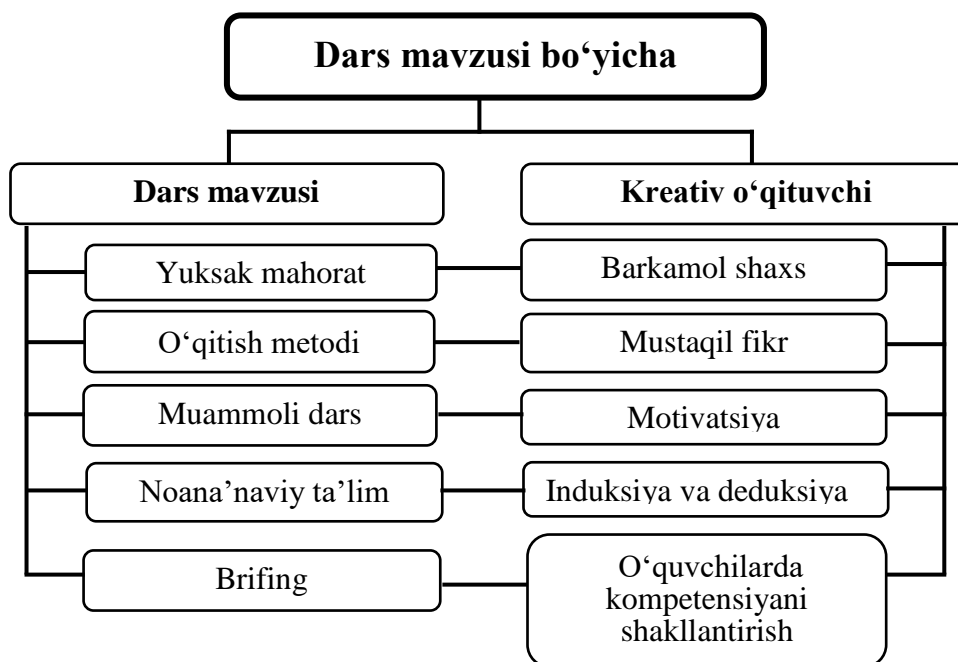 Dars mavzusi bo‘yicha
Dars mavzusi
Kreativ o‘qituvchi
Yuksak mahorat
Barkamol shaxs
O‘qitish metodi
Mustaqil fikr
Muammoli dars
Motivatsiya
Noana’naviy ta’lim
Induksiya va deduksiya
Brifing
O‘quvchilarda
kompetensiyani
shakllantirish